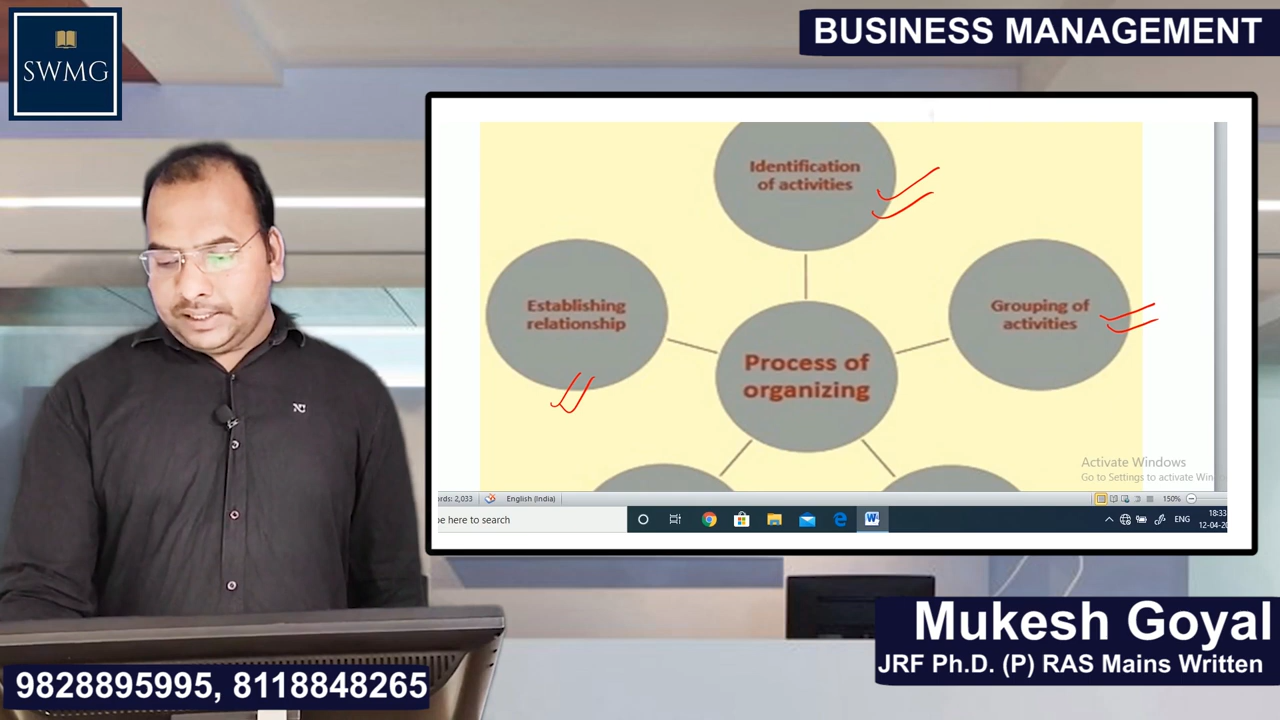 SWMG
BUSINESS MANAGEMENT
Identification
of activities
Establishing
relationship
Grouping of
activities
Process of
organizing
Activate Windows
Go to Settings to activate
2,033
English (India)
150%
here to search
W
ENG
18:33
12-04-20
Mukesh Goyal
JRF Ph.D. (P) RAS Mains Written
9828895995, 8118848265